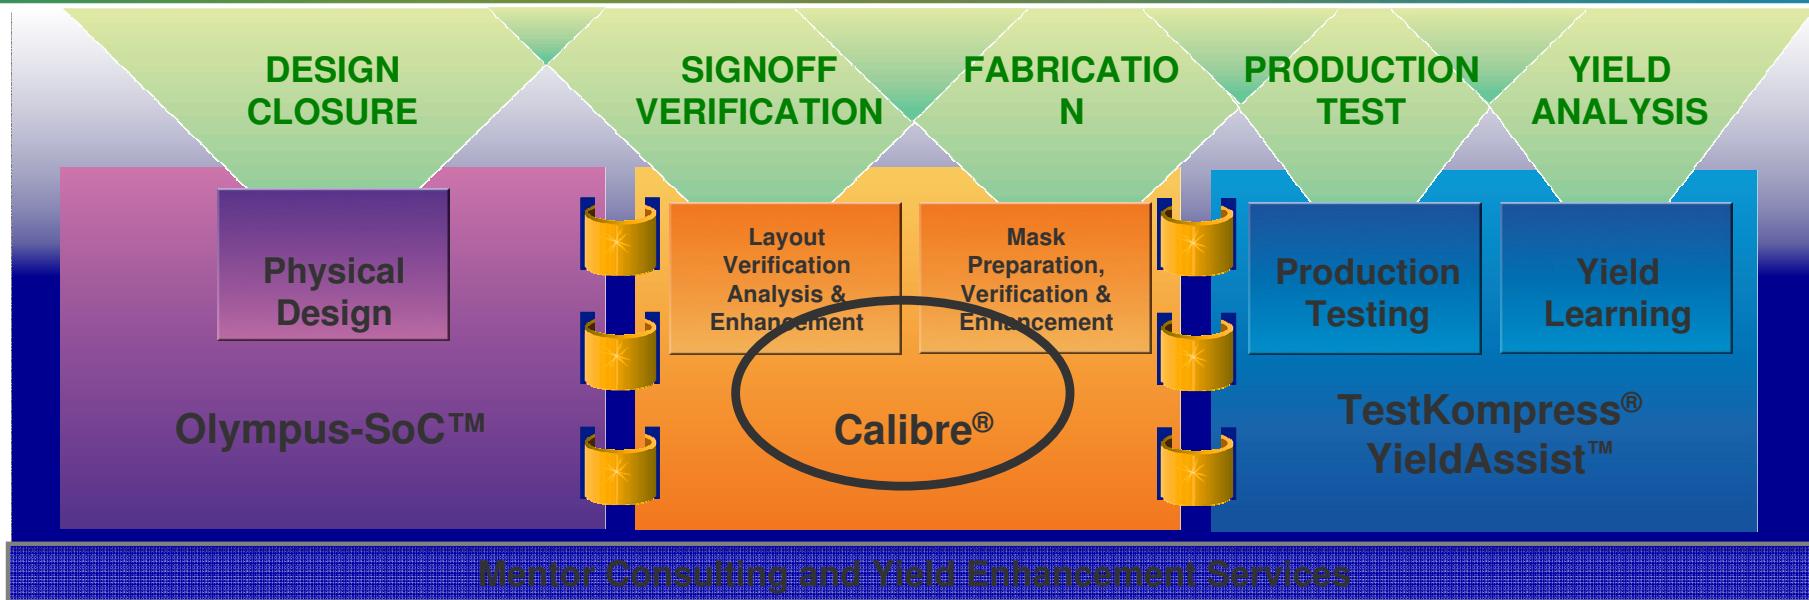 DESIGN
CLOSURE
SIGNOFF
VERIFICATION
FABRICATIO
N
PRODUCTION
TEST
YIELD
ANALYSIS
Physical
Design
Layout
Verification
Analysis &
Enhancement
Mask
Preparation,
Verification &
Enhancement
Production
Testing
Yield
Learning
Olympus-SoC™
Calibre®
TestKompress®
YieldAssist™
Mentor Consulting and Yield Enhancement Services